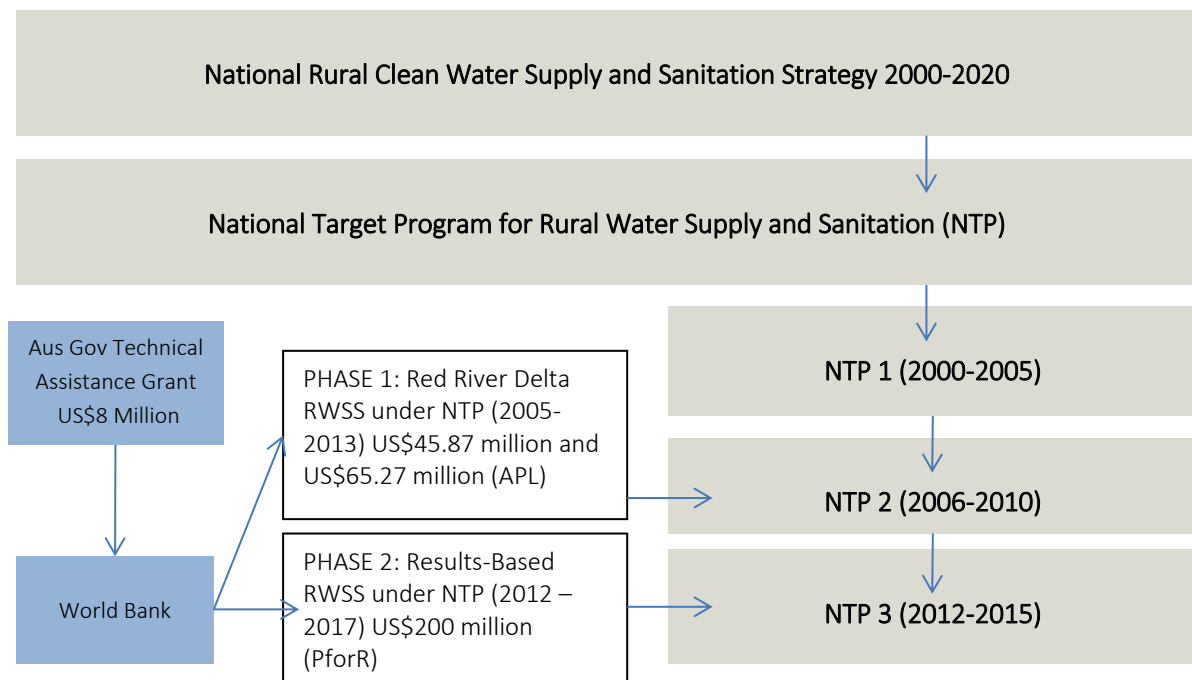 National Rural Clean Water Supply and Sanitation Strategy 2000-2020
National Target Program for Rural Water Supply and Sanitation (NTP)
Aus Gov Technical
Assistance Grant
US$8 Million
World Bank
PHASE 1: Red River Delta
RWSS under NTP (2005-
2013) US$45.87 million and
US$65.27 million (APL)
PHASE 2: Results-Based
RWSS under NTP (2012 –
2017) US$200 million
(PforR)
NTP 1 (2000-2005)
NTP 2 (2006-2010)
NTP 3 (2012-2015)